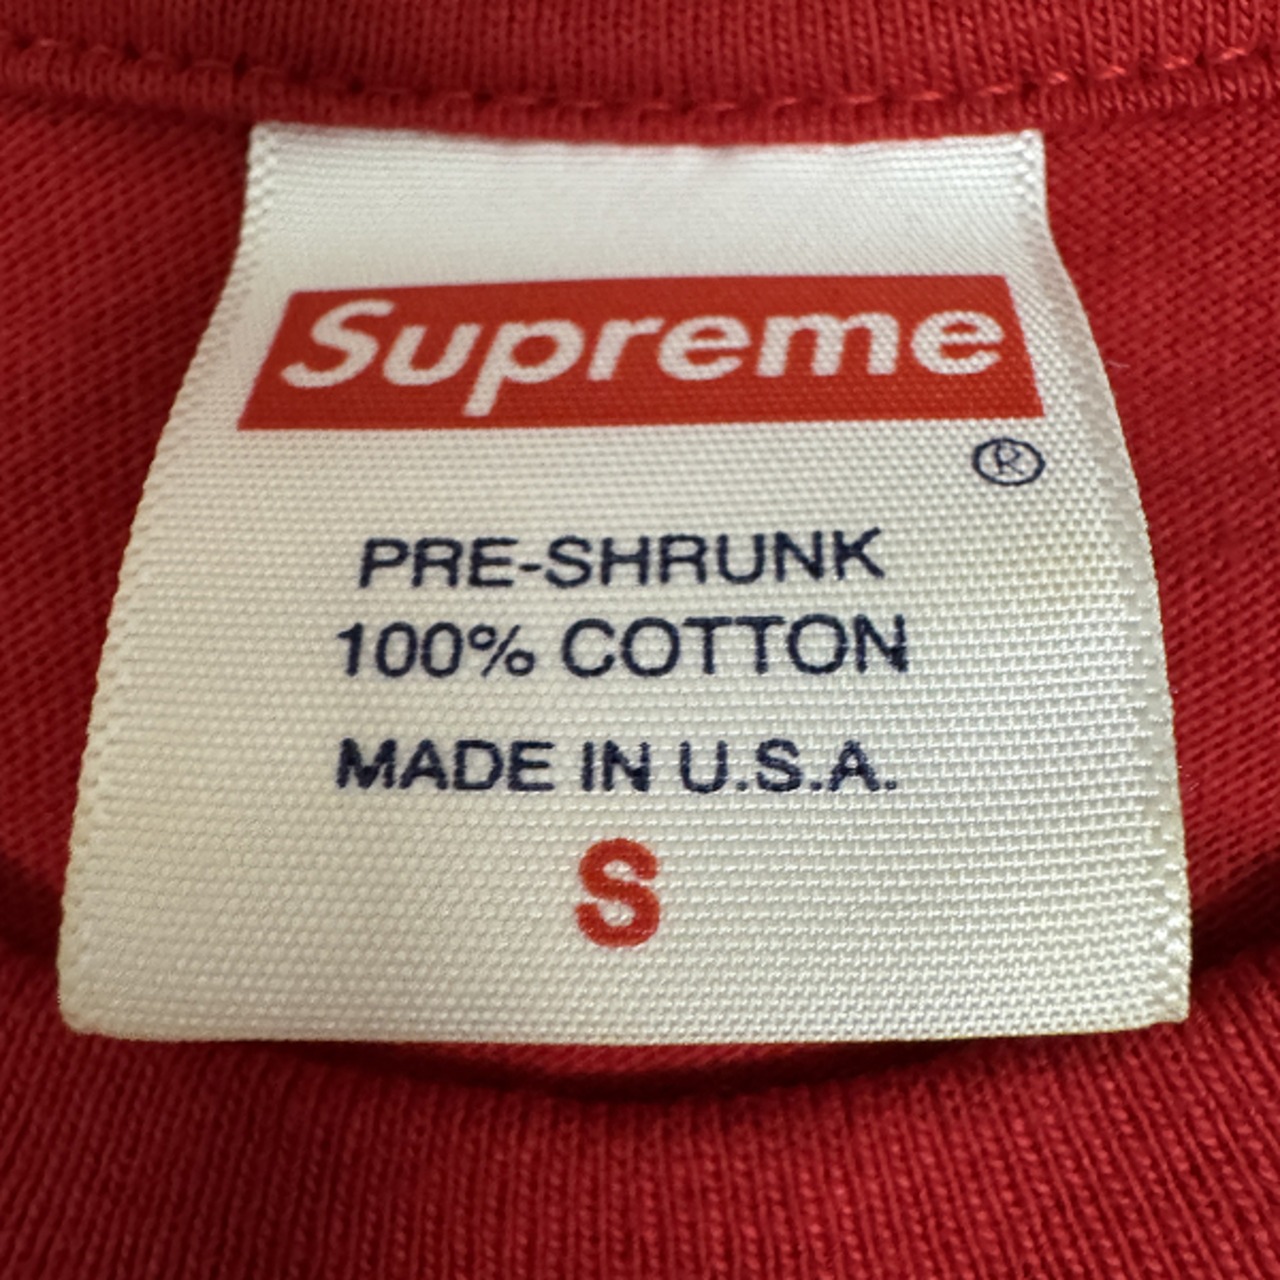 Supreme
®
PRE-SHRUNK
100% COTTON
MADE IN U.S.A.
S